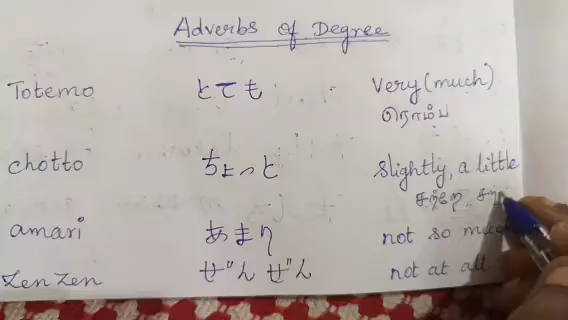 Adverbs of Degree
Totemo とても Very (much)
ரொம்ப
chotto ちょっと slightly, a little
சற்றே,
amari あまり not so much
Zen Zen ぜんぜん not at all